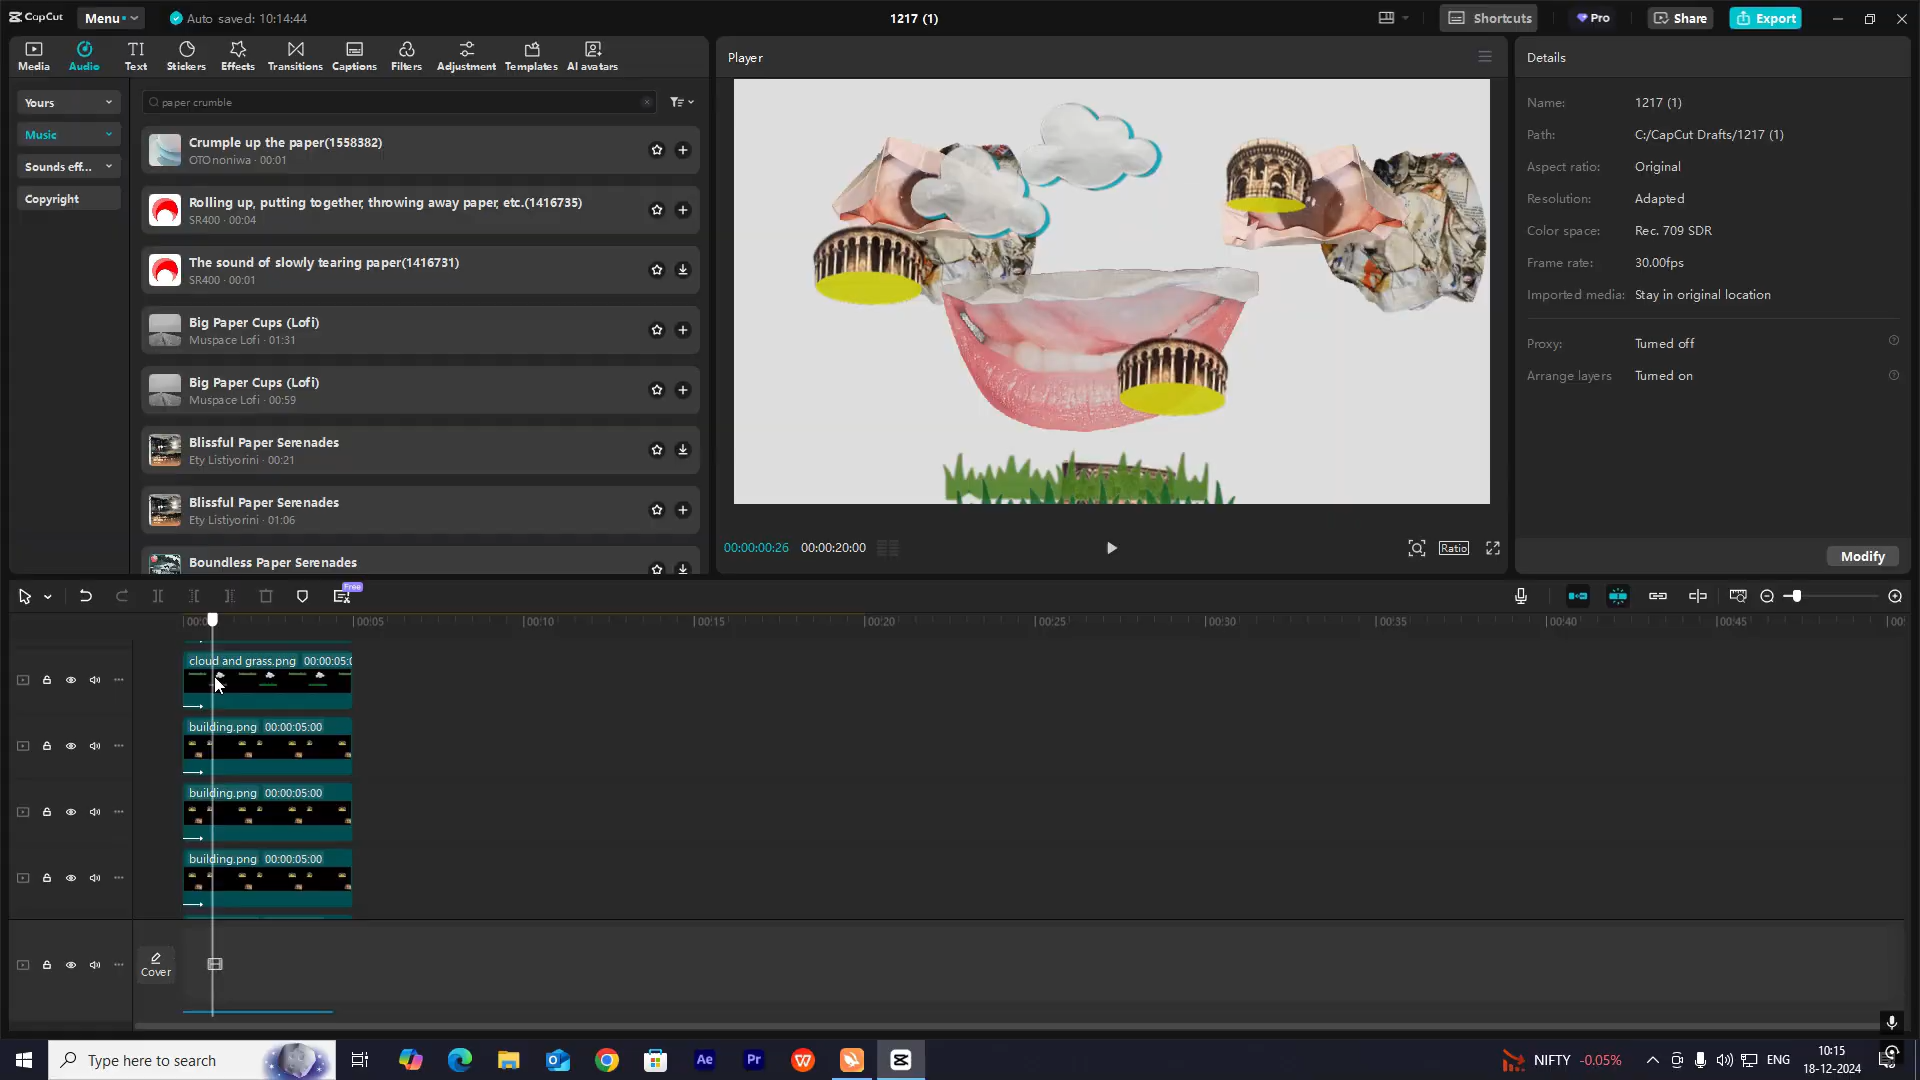 CapCut
Menu
Auto saved: 10:14:44
1217 (1)
Shortcuts
Pro
Share
Export
Media
Audio
Text
Stickers
Effects
Transitions
Captions
Filters
Adjustment
Templates
AI avatars
Yours
Music
Sounds eff...
Copyright
paper crumble
Crumple up the paper(1558382)
OTOnoniwa · 00:01
Rolling up, putting together, throwing away paper, etc.(1416735)
SR400 · 00:04
The sound of slowly tearing paper(1416731)
SR400 · 00:01
Big Paper Cups (Lofi)
Muspace Lofi · 01:31
Big Paper Cups (Lofi)
Muspace Lofi · 00:59
Blissful Paper Serenades
Ety Listiyorini · 00:21
Blissful Paper Serenades
Ety Listiyorini · 01:06
Boundless Paper Serenades
Player
00:00:00:26
00:00:20:00
Ratio
Details
Name: 1217 (1)
Path: C:/CapCut Drafts/1217 (1)
Aspect ratio: Original
Resolution: Adapted
Color space: Rec. 709 SDR
Frame rate: 30.00fps
Imported media: Stay in original location
Proxy: Turned off
Arrange layers Turned on
Modify
Free
00:05
00:10
00:15
00:20
00:25
00:30
00:35
00:40
00:45
cloud and grass.png 00:00:05:0
building.png 00:00:05:00
building.png 00:00:05:00
building.png 00:00:05:00
Cover
Type here to search
Ae
Pr
W
NIFTY -0.05%
ENG
10:15
18-12-2024